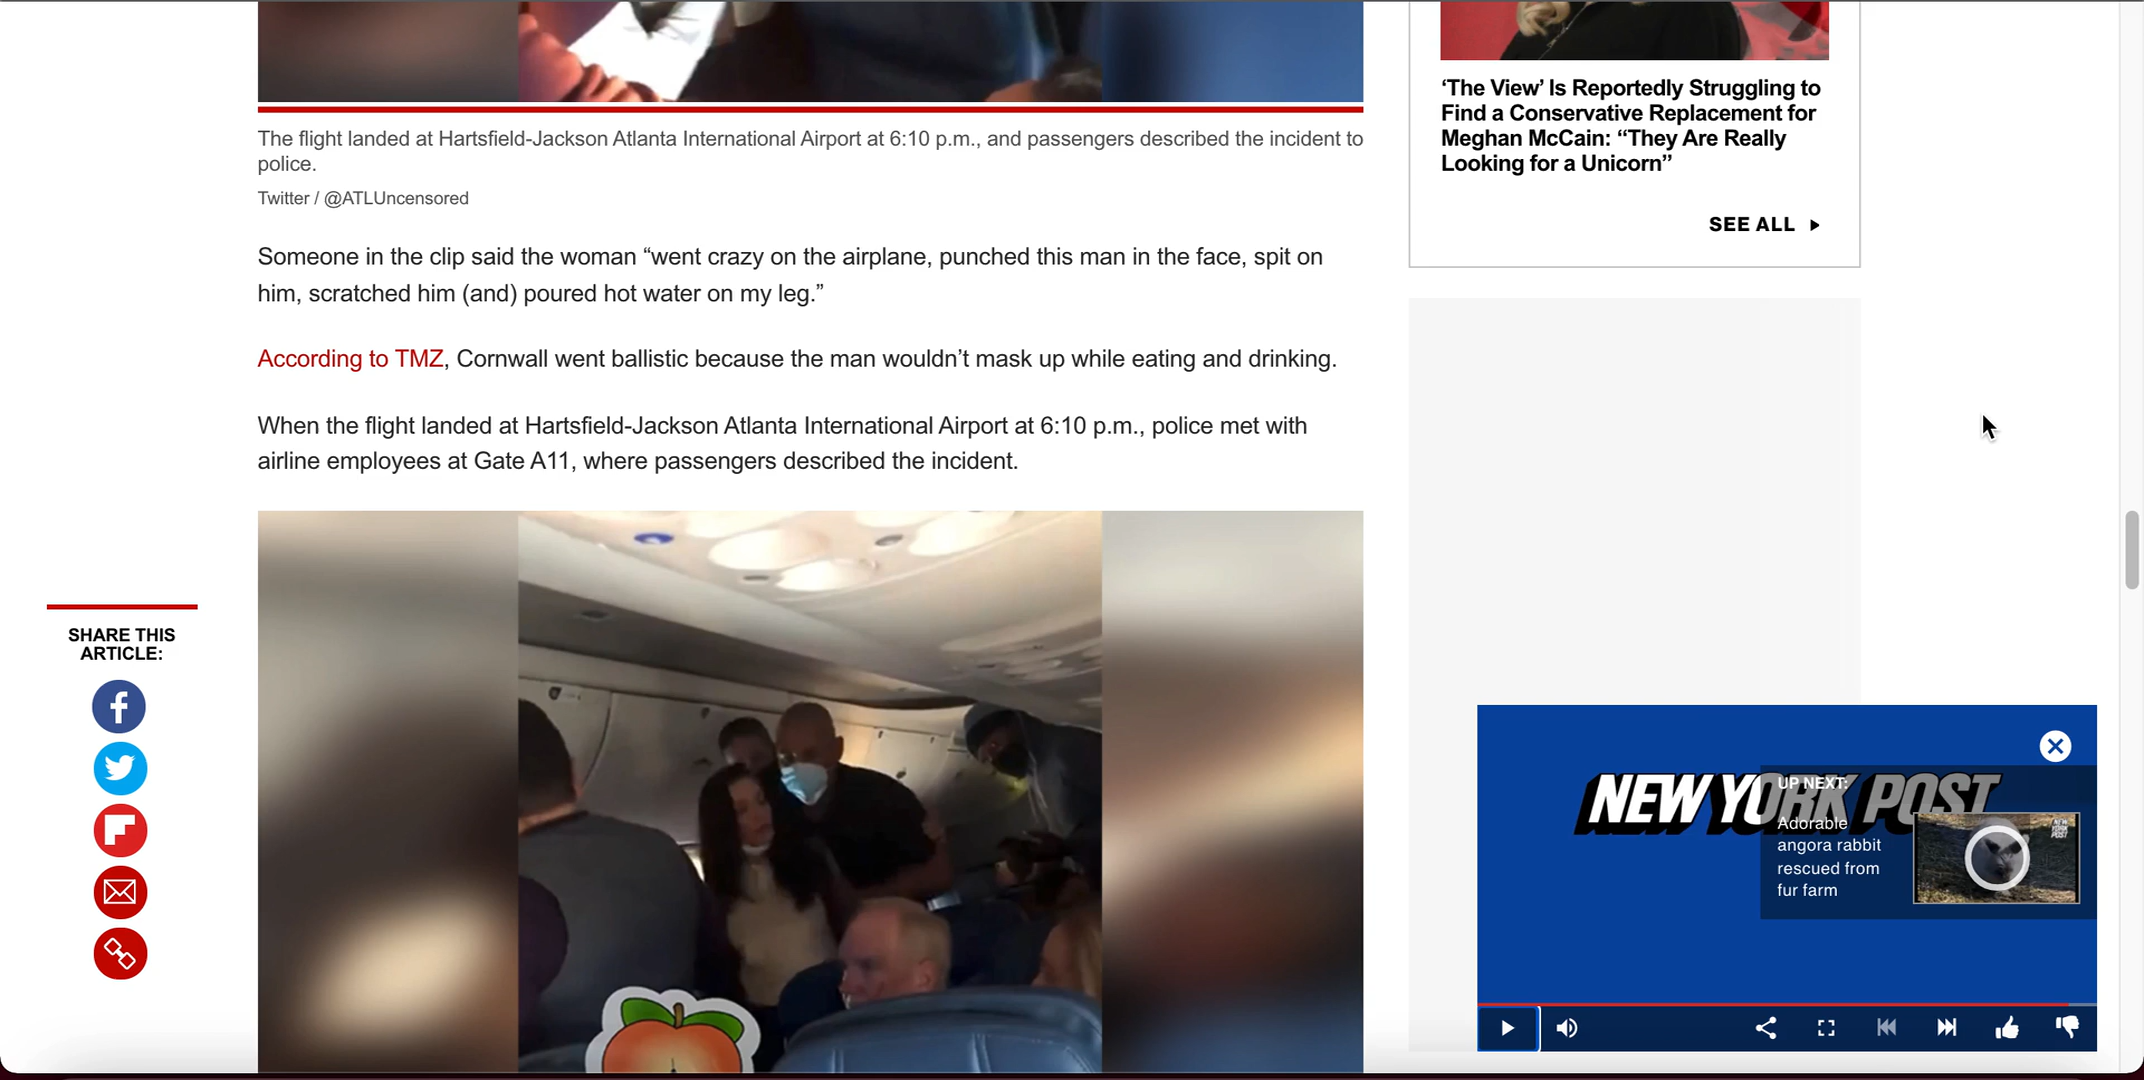 The flight landed at Hartsfield-Jackson Atlanta International Airport at 6:10 p.m., and passengers described the incident to
police.
Twitter / @ATLUncensored
Someone in the clip said the woman “went crazy on the airplane, punched this man in the face, spit on
him, scratched him (and) poured hot water on my leg.”
According to TMZ, Cornwall went ballistic because the man wouldn’t mask up while eating and drinking.
When the flight landed at Hartsfield-Jackson Atlanta International Airport at 6:10 p.m., police met with
airline employees at Gate A11, where passengers described the incident.
SHARE THIS
ARTICLE:
‘The View’ Is Reportedly Struggling to
Find a Conservative Replacement for
Meghan McCain: “They Are Really
Looking for a Unicorn”
SEE ALL
NEW YORK POST
UP NEXT:
Adorable
angora rabbit
rescued from
fur farm
NEW
YORK
POST